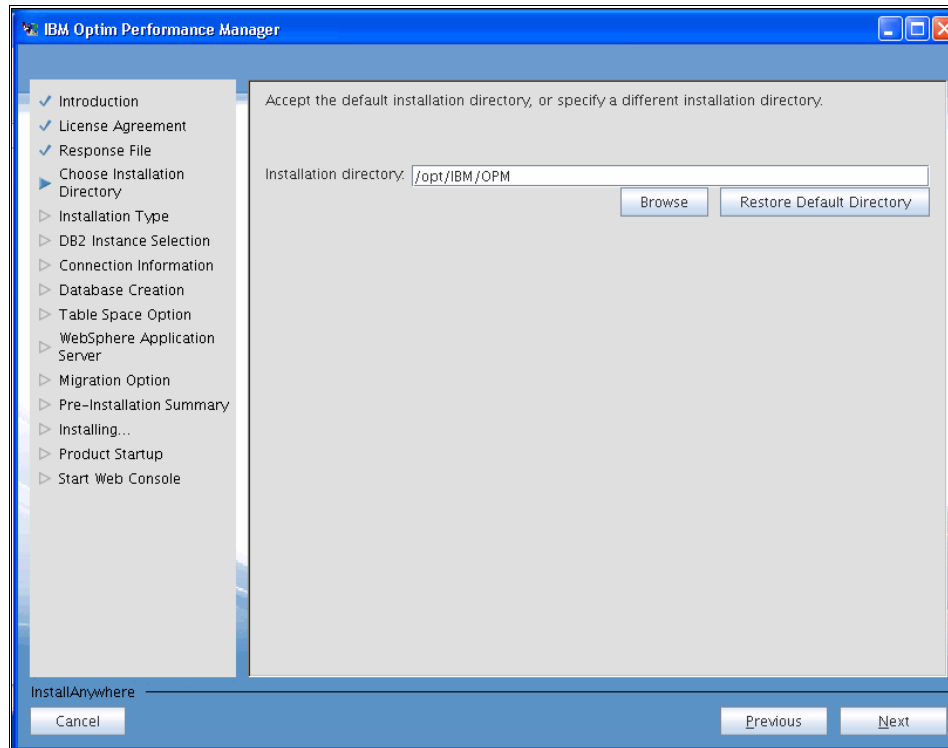 IBM Optim Performance Manager
Introduction
License Agreement
Response File
Choose Installation
Directory
Installation Type
DB2 Instance Selection
Connection Information
Database Creation
Table Space Option
WebSphere Application
Server
Migration Option
Pre-Installation Summary
Installing...
Product Startup
Start Web Console
Accept the default installation directory, or specify a different installation directory.
Installation directory: /opt/IBM/OPM
Browse Restore Default Directory
InstallAnywhere
Cancel Previous Next